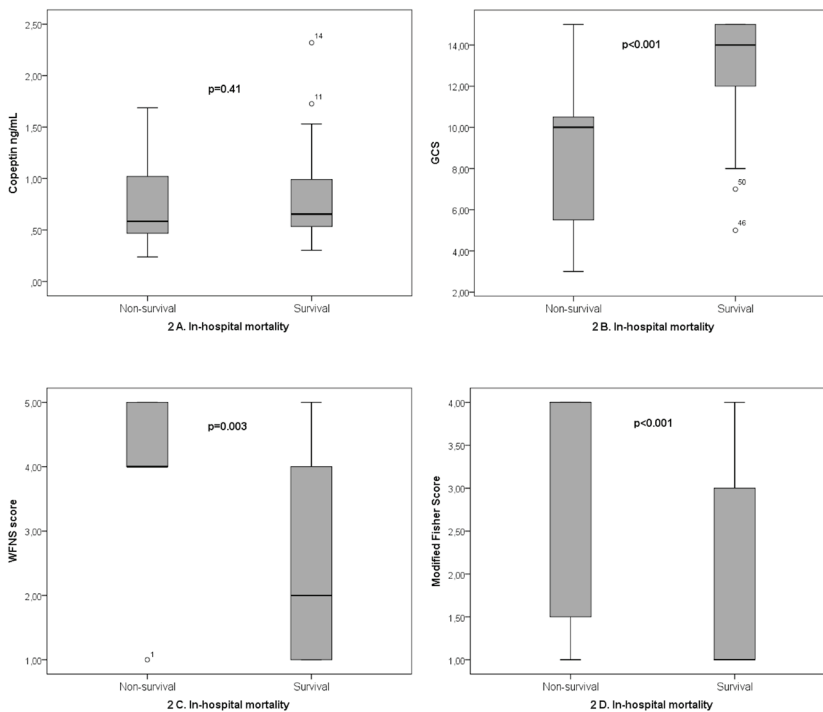 2,50
2,00
1,50
1,00
,50
,00
Copeptin ng/mL
p=0.41
14
11
Non-survival
Survival
2 A. In-hospital mortality
14,00
12,00
10,00
8,00
6,00
4,00
2,00
GCS
p<0.001
50
46
Non-survival
Survival
2 B. In-hospital mortality
5,00
4,00
3,00
2,00
1,00
WFNS score
p=0.003
1
Non-survival
Survival
2 C. In-hospital mortality
4,00
3,50
3,00
2,50
2,00
1,50
1,00
Modified Fisher Score
p<0.001
Non-survival
Survival
2 D. In-hospital mortality